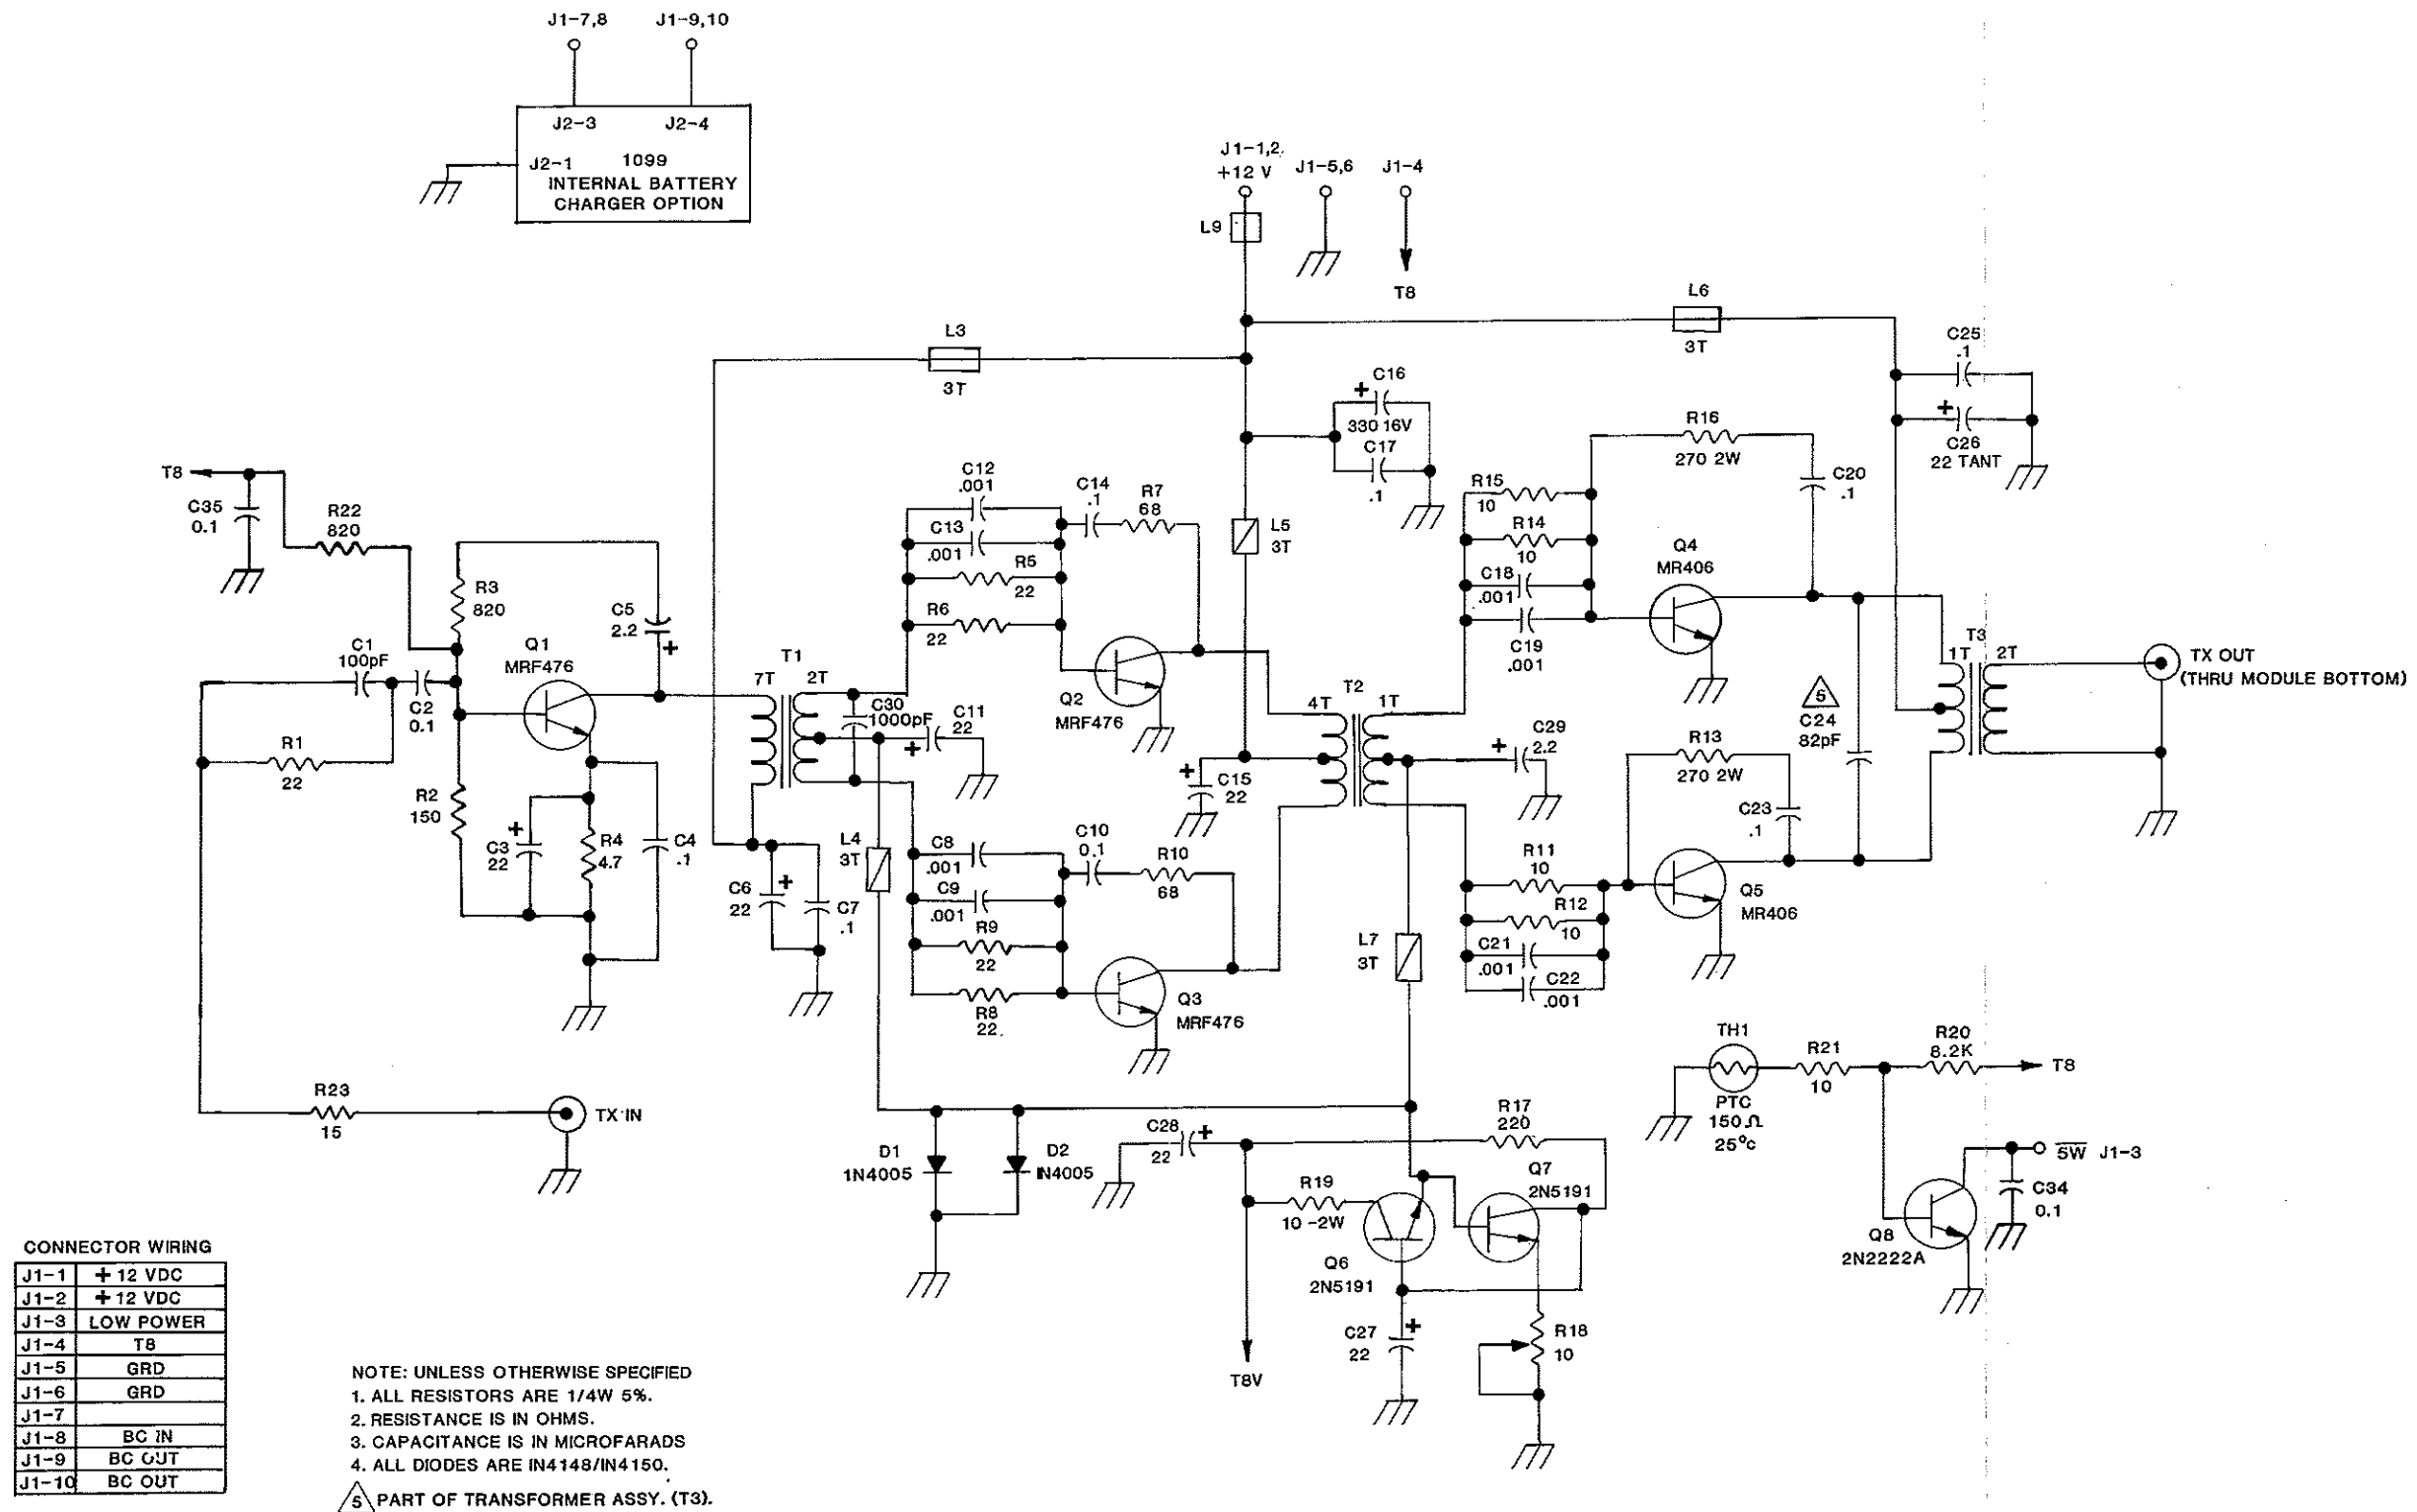 J1-7,8 J1-9,10
J2-3 J2-4
J2-1 1099
INTERNAL BATTERY
CHARGER OPTION
J1-1,2
+12 V
J1-5,6
J1-4
L9
T8
L6
3T
L3
3T
C25
.1
+
C26
22 TANT
+ C16
330 16V
C17
.1
R16
270 2W
C20
.1
T8
C35
0.1
R22
820
R3
820
C5
2.2
+
C12
.001
C13
.001
R5
22
R6
22
C14
.1
R7
68
L5
3T
R15
10
R14
10
C18
.001
C19
.001
Q4
MR406
C1
100pF
C2
0.1
Q1
MRF476
R1
22
R2
150
+
C3
22
R4
4.7
C4
.1
T1
7T 2T
C30
1000pF
C11
22
+
Q2
MRF476
T2
4T 1T
+
C15
22
+ C29
2.2
R13
270 2W
C23
.1
5
C24
82pF
T3
1T 2T
TX OUT
(THRU MODULE BOTTOM)
L4
3T
C6
22
+
C7
.1
C8
.001
C9
.001
R9
22
R8
22
C10
0.1
R10
68
Q3
MRF476
R11
10
R12
10
C21
.001
C22
.001
Q5
MR406
L7
3T
R23
15
TX IN
TH1
PTC
150Ω
25°c
R21
10
R20
8.2K
T8
D1
1N4005
D2
IN4005
C28
22
+
R17
220
R19
10 -2W
Q7
2N5191
Q6
2N5191
C27
22
+
R18
10
T8V
5W J1-3
C34
0.1
Q8
2N2222A
CONNECTOR WIRING
J1-1 + 12 VDC
J1-2 + 12 VDC
J1-3 LOW POWER
J1-4 T8
J1-5 GRD
J1-6 GRD
J1-7
J1-8 BC IN
J1-9 BC OUT
J1-10 BC OUT
NOTE: UNLESS OTHERWISE SPECIFIED
1. ALL RESISTORS ARE 1/4W 5%.
2. RESISTANCE IS IN OHMS.
3. CAPACITANCE IS IN MICROFARADS
4. ALL DIODES ARE IN4148/IN4150.
5 PART OF TRANSFORMER ASSY. (T3).